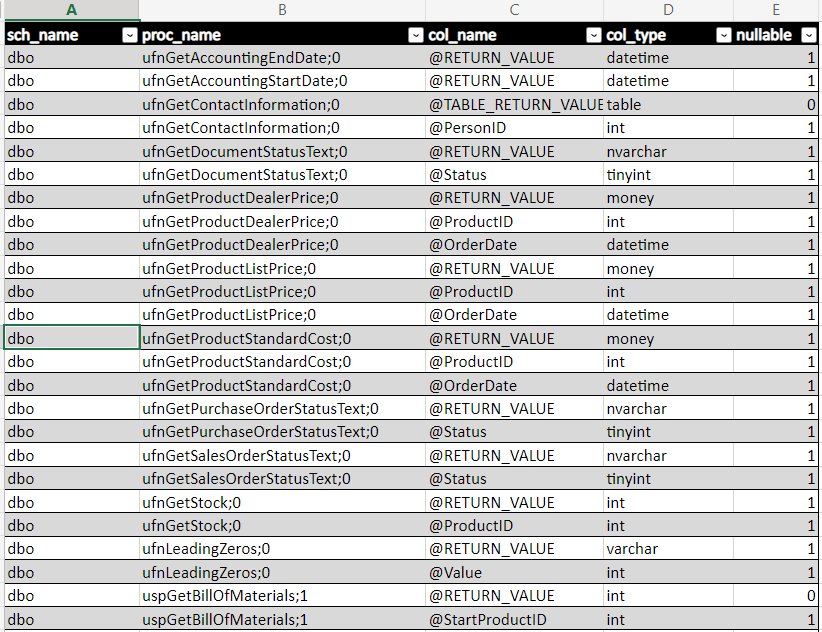 A B C D E
sch_name proc_name col_name col_type nullable
dbo ufnGetAccountingEndDate;0 @RETURN_VALUE datetime 1
dbo ufnGetAccountingStartDate;0 @RETURN_VALUE datetime 1
dbo ufnGetContactInformation;0 @TABLE_RETURN_VALUE table 0
dbo ufnGetContactInformation;0 @PersonID int 1
dbo ufnGetDocumentStatusText;0 @RETURN_VALUE nvarchar 1
dbo ufnGetDocumentStatusText;0 @Status tinyint 1
dbo ufnGetProductDealerPrice;0 @RETURN_VALUE money 1
dbo ufnGetProductDealerPrice;0 @ProductID int 1
dbo ufnGetProductDealerPrice;0 @OrderDate datetime 1
dbo ufnGetProductListPrice;0 @RETURN_VALUE money 1
dbo ufnGetProductListPrice;0 @ProductID int 1
dbo ufnGetProductListPrice;0 @OrderDate datetime 1
dbo ufnGetProductStandardCost;0 @RETURN_VALUE money 1
dbo ufnGetProductStandardCost;0 @ProductID int 1
dbo ufnGetProductStandardCost;0 @OrderDate datetime 1
dbo ufnGetPurchaseOrderStatusText;0 @RETURN_VALUE nvarchar 1
dbo ufnGetPurchaseOrderStatusText;0 @Status tinyint 1
dbo ufnGetSalesOrderStatusText;0 @RETURN_VALUE nvarchar 1
dbo ufnGetSalesOrderStatusText;0 @Status tinyint 1
dbo ufnGetStock;0 @RETURN_VALUE int 1
dbo ufnGetStock;0 @ProductID int 1
dbo ufnLeadingZeros;0 @RETURN_VALUE varchar 1
dbo ufnLeadingZeros;0 @Value int 1
dbo uspGetBillOfMaterials;1 @RETURN_VALUE int 0
dbo uspGetBillOfMaterials;1 @StartProductID int 1